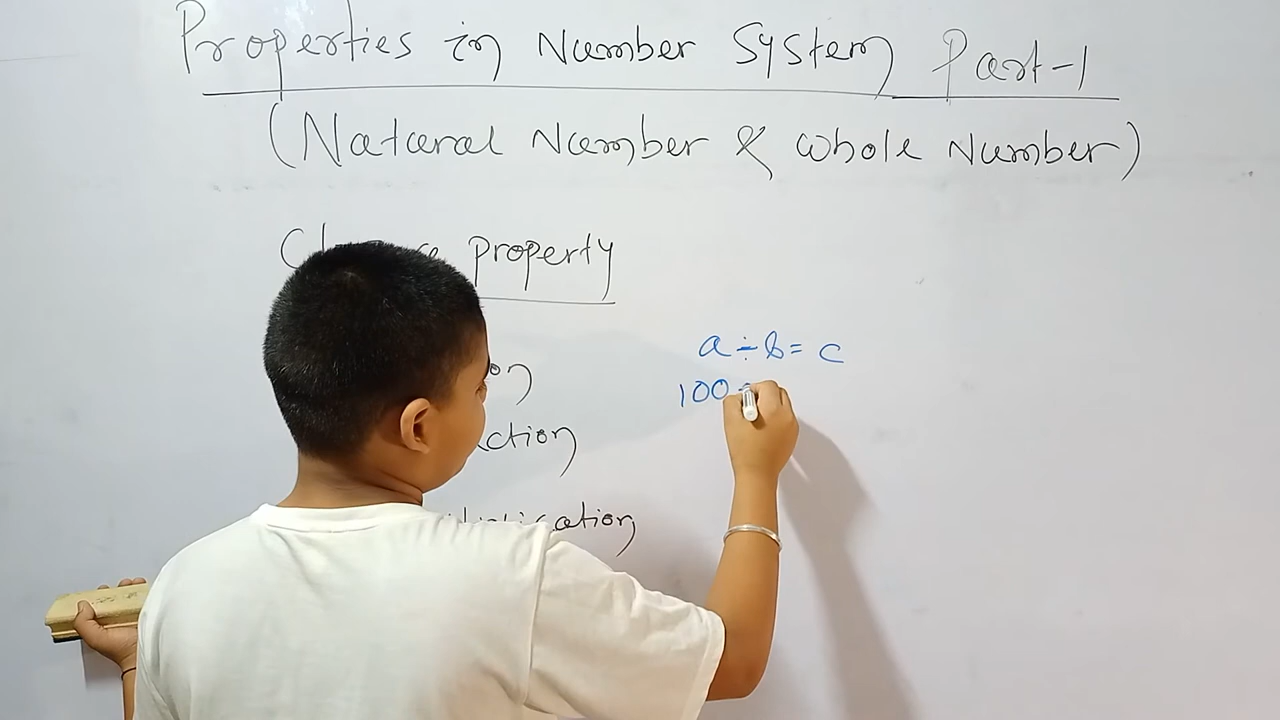 Properties in Number System Part-1
(Natural Number & Whole Number)
property
a ÷ b = c
100